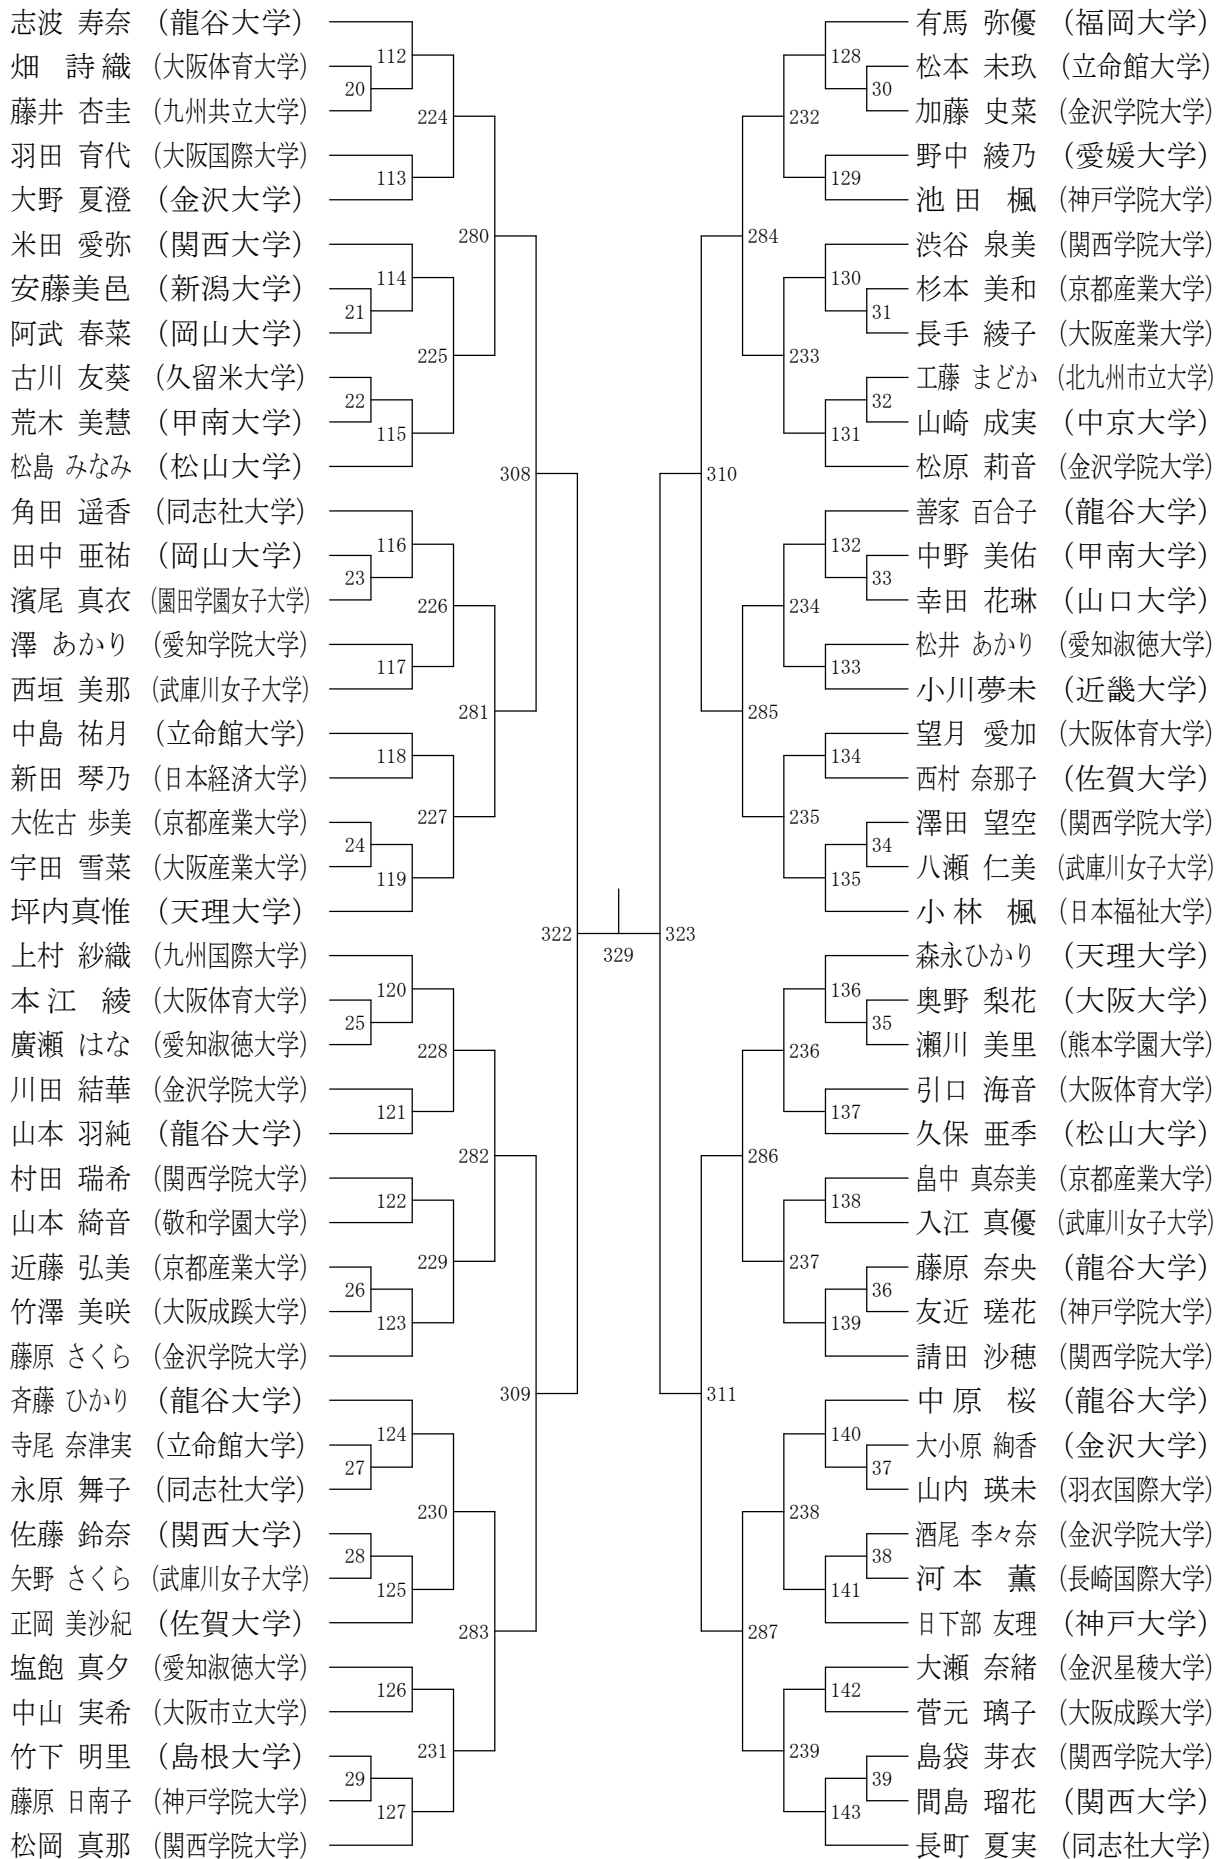 志波 寿奈 (龍谷大学)
畑 詩織 (大阪体育大学)
藤井 杏圭 (九州共立大学)
羽田 育代 (大阪国際大学)
大野 夏澄 (金沢大学)
米田 愛弥 (関西大学)
安藤美邑 (新潟大学)
阿武 春菜 (岡山大学)
古川 友葵 (久留米大学)
荒木 美慧 (甲南大学)
松島 みなみ (松山大学)
角田 遥香 (同志社大学)
田中 亜祐 (岡山大学)
濱尾 真衣 (園田学園女子大学)
澤 あかり (愛知学院大学)
西垣 美那 (武庫川女子大学)
中島 祐月 (立命館大学)
新田 琴乃 (日本経済大学)
大佐古 歩美 (京都産業大学)
宇田 雪菜 (大阪産業大学)
坪内真惟 (天理大学)
上村 紗織 (九州国際大学)
本江 綾 (大阪体育大学)
廣瀬 はな (愛知淑徳大学)
川田 結華 (金沢学院大学)
山本 羽純 (龍谷大学)
村田 瑞希 (関西学院大学)
山本 綺音 (敬和学園大学)
近藤 弘美 (京都産業大学)
竹澤 美咲 (大阪成蹊大学)
藤原 さくら (金沢学院大学)
斉藤 ひかり (龍谷大学)
寺尾 奈津実 (立命館大学)
永原 舞子 (同志社大学)
佐藤 鈴奈 (関西大学)
矢野 さくら (武庫川女子大学)
正岡 美沙紀 (佐賀大学)
塩飽 真夕 (愛知淑徳大学)
中山 実希 (大阪市立大学)
竹下 明里 (島根大学)
藤原 日南子 (神戸学院大学)
松岡 真那 (関西学院大学)
20
21
22
23
24
25
26
27
28
29
112
113
114
115
116
117
118
119
120
121
122
123
124
125
126
127
224
225
226
227
228
229
230
231
280
281
282
283
308
309
322
329
323
310
311
284
285
286
287
232
233
234
235
236
237
238
239
128
129
130
131
132
133
134
135
136
137
138
139
140
141
142
143
30
31
32
33
34
35
36
37
38
39
有馬 弥優 (福岡大学)
松本 未玖 (立命館大学)
加藤 史菜 (金沢学院大学)
野中 綾乃 (愛媛大学)
池田 楓 (神戸学院大学)
渋谷 泉美 (関西学院大学)
杉本 美和 (京都産業大学)
長手 綾子 (大阪産業大学)
工藤 まどか (北九州市立大学)
山崎 成実 (中京大学)
松原 莉音 (金沢学院大学)
善家 百合子 (龍谷大学)
中野 美佑 (甲南大学)
幸田 花琳 (山口大学)
松井 あかり (愛知淑徳大学)
小川夢未 (近畿大学)
望月 愛加 (大阪体育大学)
西村 奈那子 (佐賀大学)
澤田 望空 (関西学院大学)
八瀬 仁美 (武庫川女子大学)
小林 楓 (日本福祉大学)
森永ひかり (天理大学)
奥野 梨花 (大阪大学)
瀬川 美里 (熊本学園大学)
引口 海音 (大阪体育大学)
久保 亜季 (松山大学)
畠中 真奈美 (京都産業大学)
入江 真優 (武庫川女子大学)
藤原 奈央 (龍谷大学)
友近 瑳花 (神戸学院大学)
請田 沙穂 (関西学院大学)
中原 桜 (龍谷大学)
大小原 絢香 (金沢大学)
山内 瑛未 (羽衣国際大学)
酒尾 李々奈 (金沢学院大学)
河本 薫 (長崎国際大学)
日下部 友理 (神戸大学)
大瀬 奈緒 (金沢星稜大学)
菅元 璃子 (大阪成蹊大学)
島袋 芽衣 (関西学院大学)
間島 瑠花 (関西大学)
長町 夏実 (同志社大学)